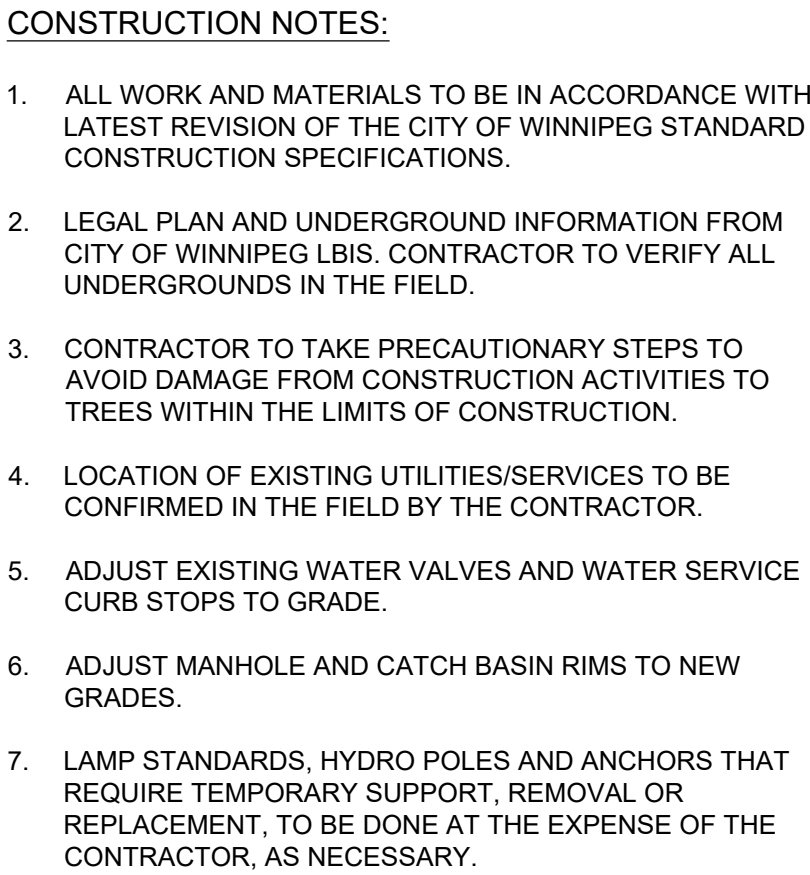 CONSTRUCTION NOTES:
1. ALL WORK AND MATERIALS TO BE IN ACCORDANCE WITH
LATEST REVISION OF THE CITY OF WINNIPEG STANDARD
CONSTRUCTION SPECIFICATIONS.
2. LEGAL PLAN AND UNDERGROUND INFORMATION FROM
CITY OF WINNIPEG LBIS. CONTRACTOR TO VERIFY ALL
UNDERGROUNDS IN THE FIELD.
3. CONTRACTOR TO TAKE PRECAUTIONARY STEPS TO
AVOID DAMAGE FROM CONSTRUCTION ACTIVITIES TO
TREES WITHIN THE LIMITS OF CONSTRUCTION.
4. LOCATION OF EXISTING UTILITIES/SERVICES TO BE
CONFIRMED IN THE FIELD BY THE CONTRACTOR.
5. ADJUST EXISTING WATER VALVES AND WATER SERVICE
CURB STOPS TO GRADE.
6. ADJUST MANHOLE AND CATCH BASIN RIMS TO NEW
GRADES.
7. LAMP STANDARDS, HYDRO POLES AND ANCHORS THAT
REQUIRE TEMPORARY SUPPORT, REMOVAL OR
REPLACEMENT, TO BE DONE AT THE EXPENSE OF THE
CONTRACTOR, AS NECESSARY.